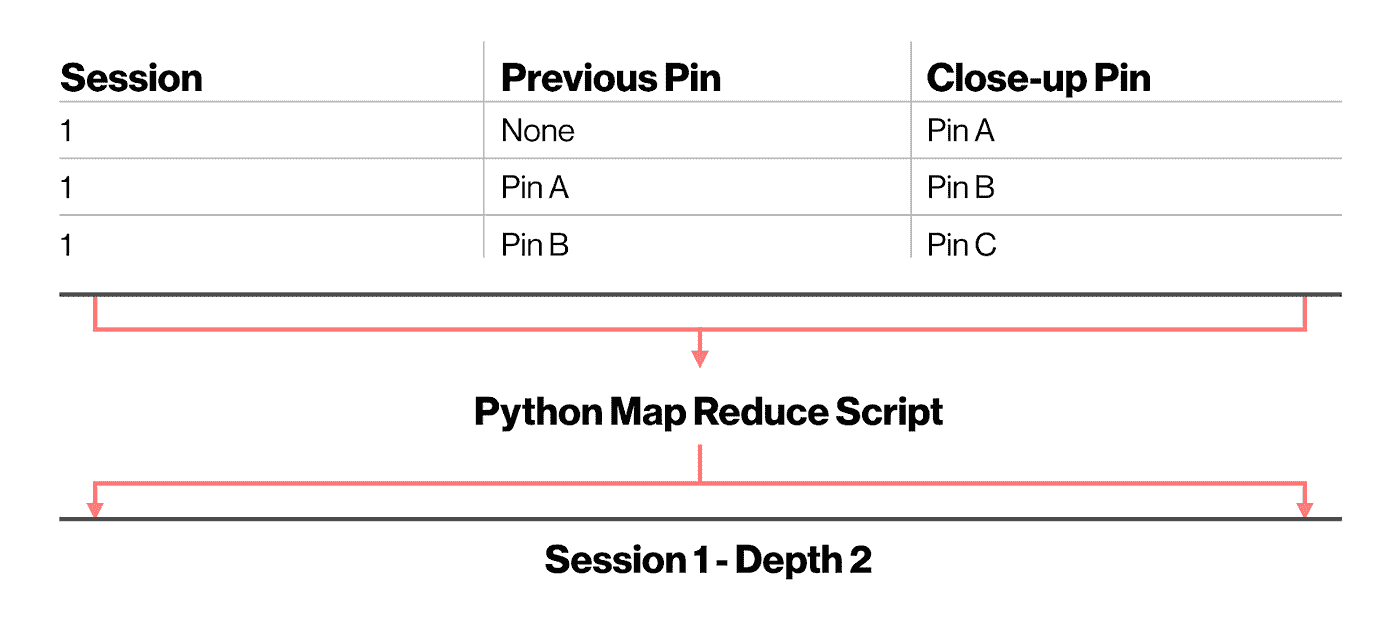 Session Previous Pin Close-up Pin
1 None Pin A
1 Pin A Pin B
1 Pin B Pin C
Python Map Reduce Script
Session 1 - Depth 2